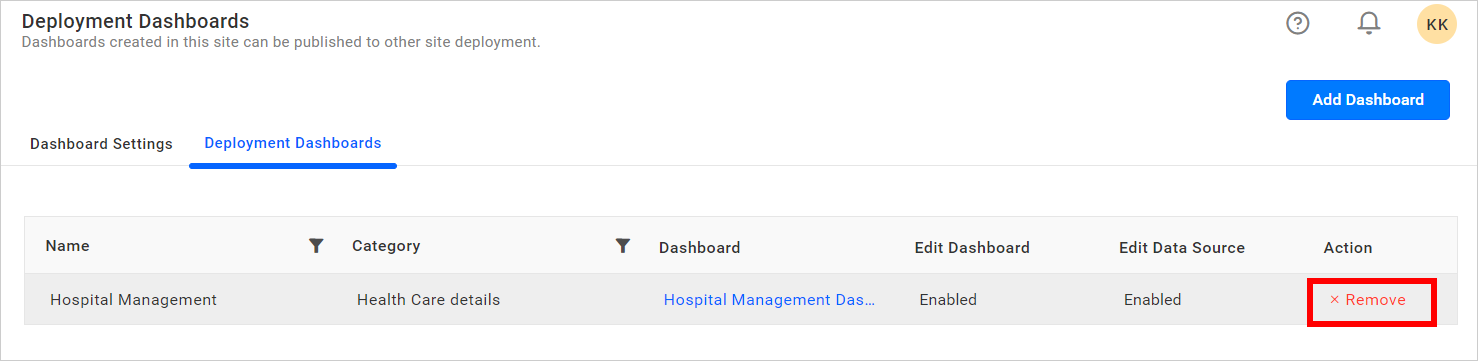 Deployment Dashboards
Dashboards created in this site can be published to other site deployment.
KK
Add Dashboard
Dashboard Settings Deployment Dashboards
Name Category Dashboard Edit Dashboard Edit Data Source Action
Hospital Management Health Care details Hospital Management Das... Enabled Enabled × Remove